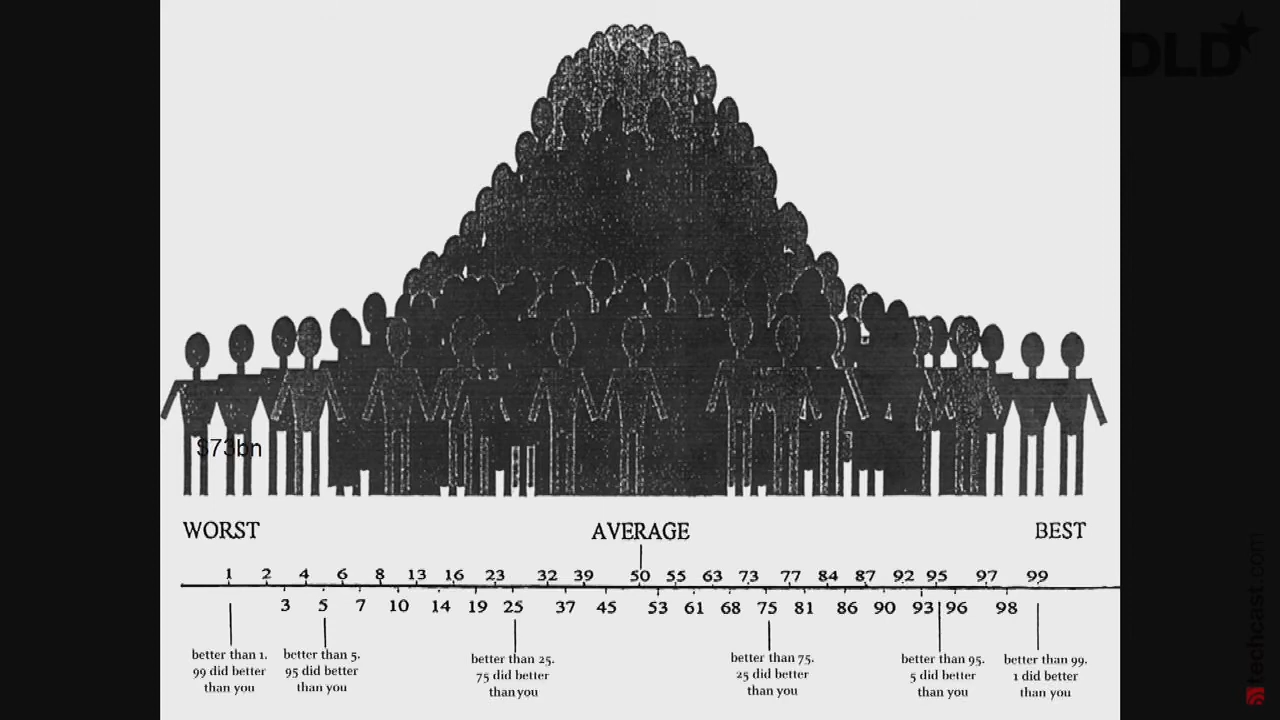 DLD
$73bn
WORST AVERAGE BEST
1 2 4 6 8 13 16 23 32 39 50 55 63 73 77 84 87 92 95 97 99
3 5 7 10 14 19 25 37 45 53 61 68 75 81 86 90 93 96 98
better than 1.
99 did better
than you
better than 5.
95 did better
than you
better than 25.
75 did better
than you
better than 75.
25 did better
than you
better than 95.
5 did better
than you
better than 99.
1 did better
than you
techcast.com